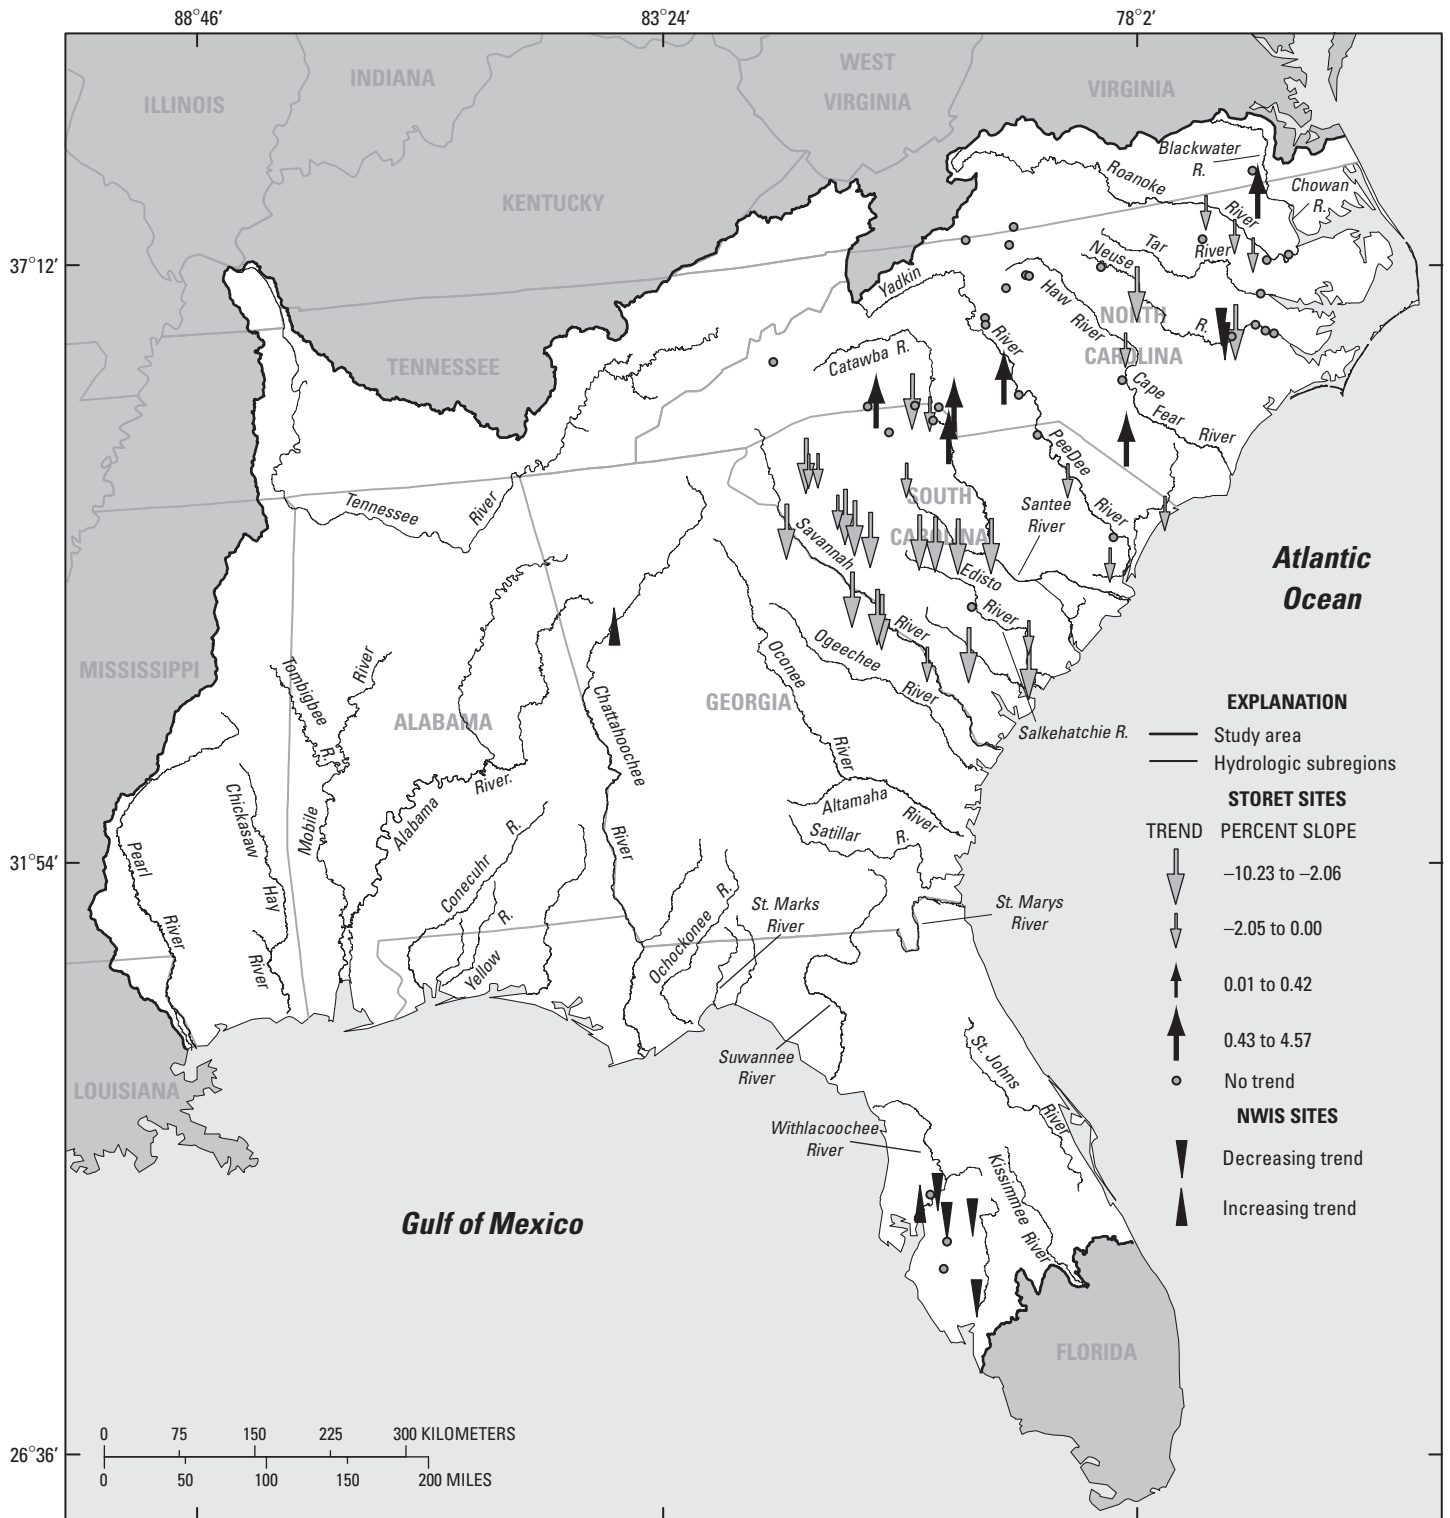 88°46′
83°24′
78°2′
37°12′
31°54′
26°36′
ILLINOIS
INDIANA
WEST
VIRGINIA
VIRGINIA
KENTUCKY
TENNESSEE
MISSISSIPPI
LOUISIANA
ALABAMA
GEORGIA
NORTH
CAROLINA
SOUTH
CAROLINA
FLORIDA
Blackwater
R.
Roanoke
River
Chowan
R.
Tar
River
Neuse
R.
Yadkin
River
Haw
River
Catawba R.
Cape
Fear
River
PeeDee
River
Santee
River
Tennessee
River
Savannah
River
Edisto
River
Ogeechee
River
Oconee
River
Salkehatchie R.
Tombigbee
R.
River
Mobile
Alabama
River.
Chattahoochee
River
Chickasaw
Hay
River
Pearl
River
Conecuhr
R.
Yellow
R.
Ochockonee
R.
St. Marks
River
Altamaha
River
Satillar
R.
St. Marys
River
Suwannee
River
St. Johns
River
Withlacoochee
River
Kissimmee
River
Atlantic
Ocean
Gulf of Mexico
EXPLANATION
Study area
Hydrologic subregions
STORET SITES
TREND PERCENT SLOPE
–10.23 to –2.06
–2.05 to 0.00
0.01 to 0.42
0.43 to 4.57
No trend
NWIS SITES
Decreasing trend
Increasing trend
0 75 150 225 300 KILOMETERS
0 50 100 150 200 MILES